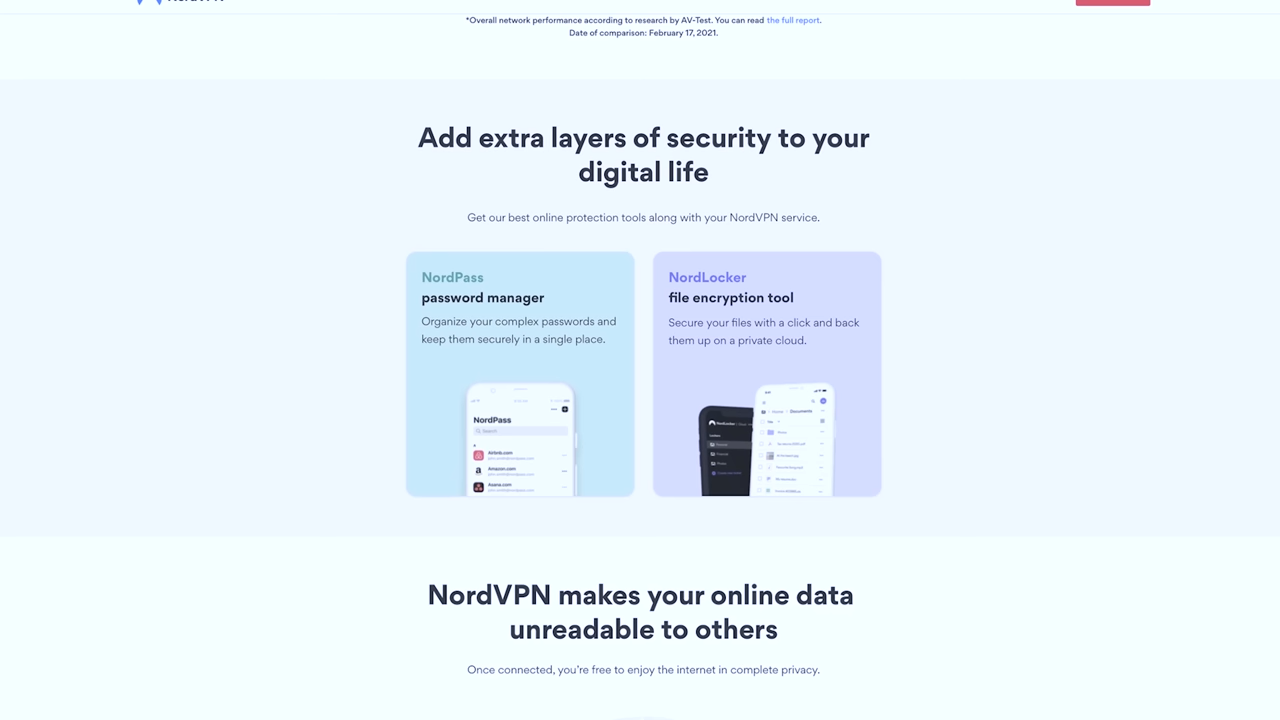 *Overall network performance according to research by AV-Test. You can read the full report.
Date of comparison: February 17, 2021.
Add extra layers of security to your
digital life
Get our best online protection tools along with your NordVPN service.
NordPass
password manager
Organize your complex passwords and
keep them securely in a single place.
NordPass
Search
Airbnb.com
Amazon.com
Asana.com
NordLocker
file encryption tool
Secure your files with a click and back
them up on a private cloud.
NordLocker
Documents
NordVPN makes your online data
unreadable to others
Once connected, you're free to enjoy the internet in complete privacy.